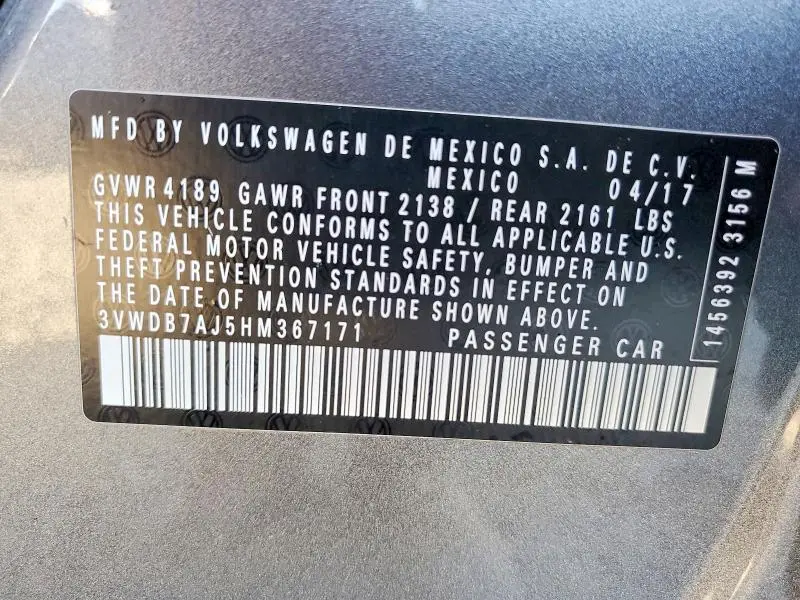 MFD BY VOLKSWAGEN DE MEXICO S.A. DE C.V.
MEXICO 04/17
GVWR 4189 GAWR FRONT 2138 / REAR 2161 LBS
THIS VEHICLE CONFORMS TO ALL APPLICABLE U.S.
FEDERAL MOTOR VEHICLE SAFETY, BUMPER AND
THEFT PREVENTION STANDARDS IN EFFECT ON
THE DATE OF MANUFACTURE SHOWN ABOVE.
3VWDB7AJ5HM367171 PASSENGER CAR
1456392 3156 M